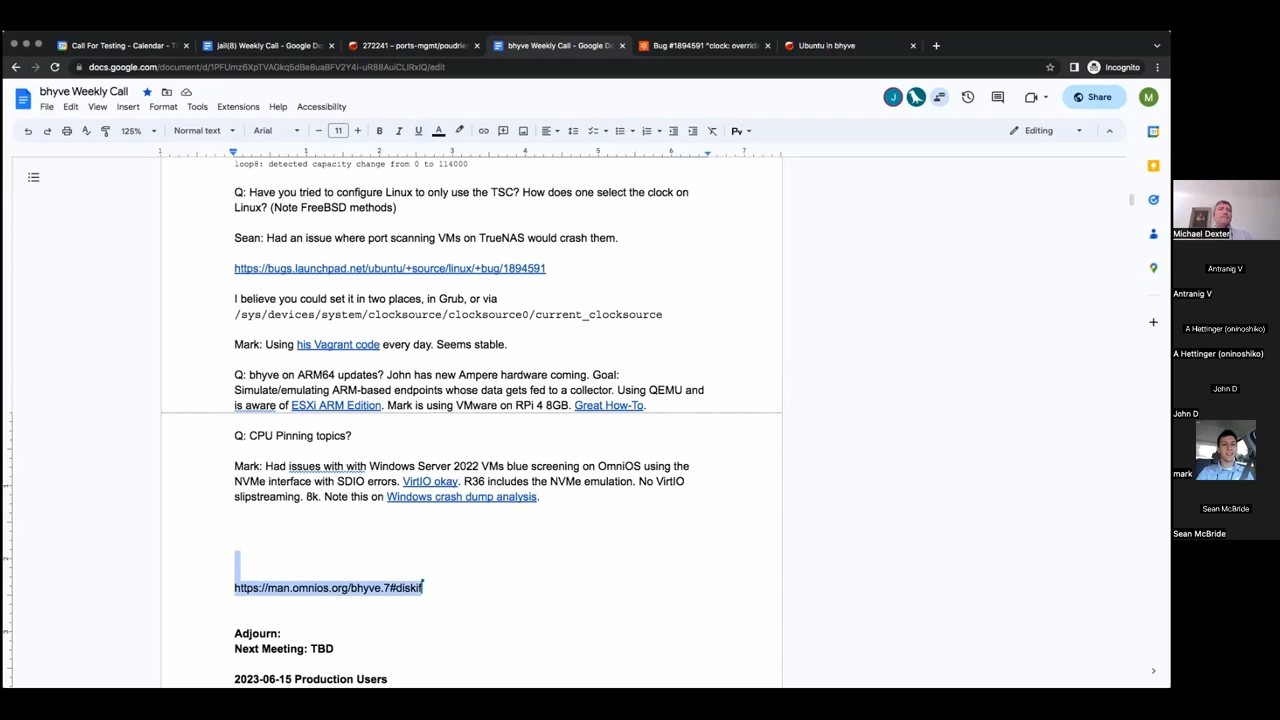 Call For Testing - Calendar - T
jail(8) Weekly Call - Google Do
272241 – ports-mgmt/poudrie
bhyve Weekly Call - Google Do
Bug #1894591 “clock: overrid
Ubuntu in bhyve
docs.google.com/document/d/1PFUmz6XpTVAGkq5dBe8uaBFV2Y4i-uR88AuiCLlRxIQ/edit
Incognito
bhyve Weekly Call
File Edit View Insert Format Tools Extensions Help Accessibility
J
Share
M
125% Normal text Arial 11 Editing
1 1 2 3 4 5 6 7
loop8: detected capacity change from 0 to 114000
Q: Have you tried to configure Linux to only use the TSC? How does one select the clock on
Linux? (Note FreeBSD methods)
Sean: Had an issue where port scanning VMs on TrueNAS would crash them.
https://bugs.launchpad.net/ubuntu/+source/linux/+bug/1894591
I believe you could set it in two places, in Grub, or via
/sys/devices/system/clocksource/clocksource0/current_clocksource
Mark: Using his Vagrant code every day. Seems stable.
Q: bhyve on ARM64 updates? John has new Ampere hardware coming. Goal:
Simulate/emulating ARM-based endpoints whose data gets fed to a collector. Using QEMU and
is aware of ESXi ARM Edition. Mark is using VMware on RPi 4 8GB. Great How-To.
Q: CPU Pinning topics?
Mark: Had issues with with Windows Server 2022 VMs blue screening on OmniOS using the
NVMe interface with SDIO errors. VirtIO okay. R36 includes the NVMe emulation. No VirtIO
slipstreaming. 8k. Note this on Windows crash dump analysis.
https://man.omnios.org/bhyve.7#diskif
Adjourn:
Next Meeting: TBD
2023-06-15 Production Users
1
2
3
Michael Dexter
Antranig V
Antranig V
A Hettinger (oninoshiko)
A Hettinger (oninoshiko)
John D
John D
mark
Sean McBride
Sean McBride